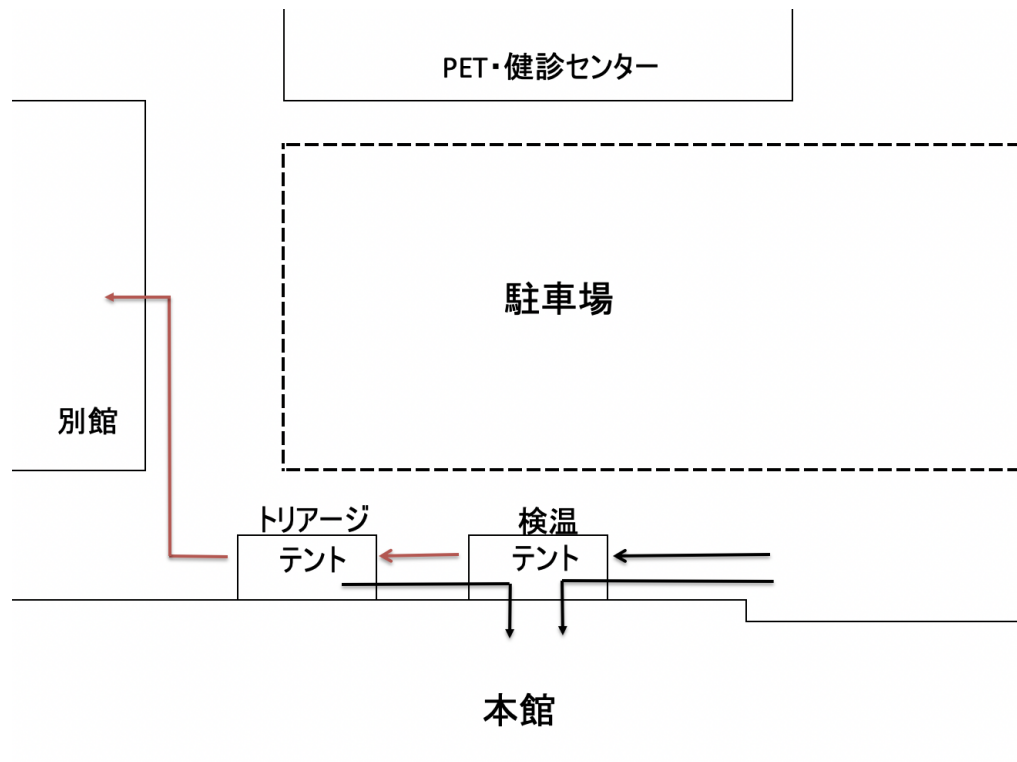 PET・健診センター
駐車場
別館
トリアージ
テント
検温
テント
本館